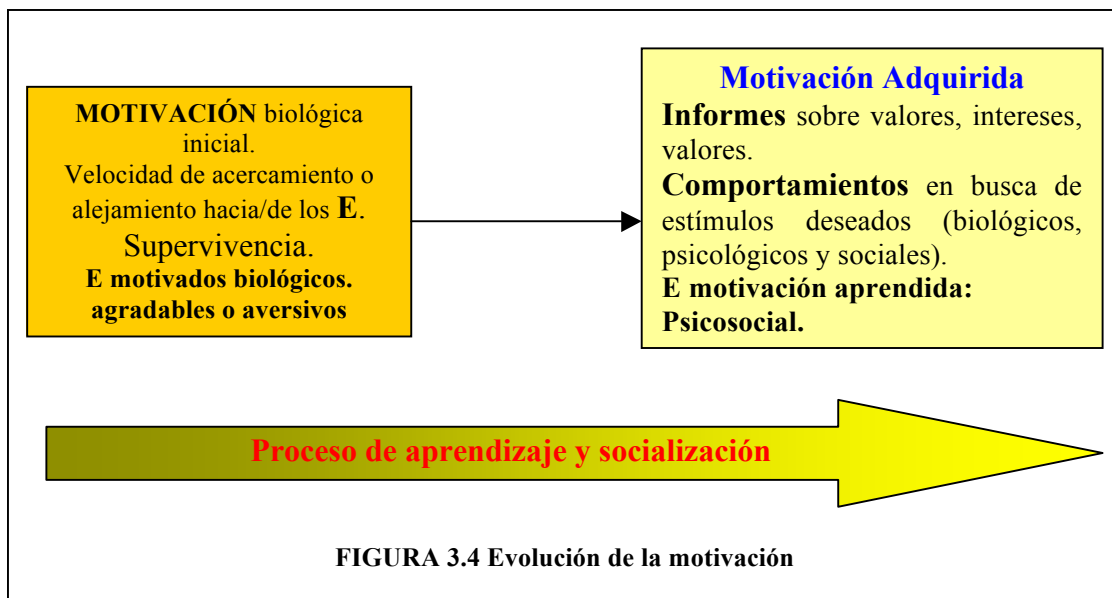 MOTIVACIÓN biológica
inicial.
Velocidad de acercamiento o
alejamiento hacia/de los E.
Supervivencia.
E motivados biológicos.
agradables o aversivos
Motivación Adquirida
Informes sobre valores, intereses,
valores.
Comportamientos en busca de
estímulos deseados (biológicos,
psicológicos y sociales).
E motivación aprendida:
Psicosocial.
Proceso de aprendizaje y socialización
FIGURA 3.4 Evolución de la motivación